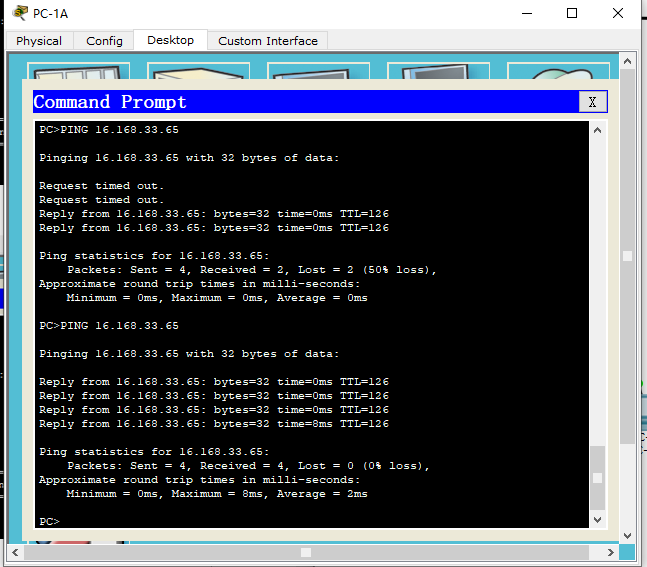 PC-1A
Physical Config Desktop Custom Interface
Command Prompt X
PC>PING 16.168.33.65
Pinging 16.168.33.65 with 32 bytes of data:
Request timed out.
Request timed out.
Reply from 16.168.33.65: bytes=32 time=0ms TTL=126
Reply from 16.168.33.65: bytes=32 time=0ms TTL=126
Ping statistics for 16.168.33.65:
Packets: Sent = 4, Received = 2, Lost = 2 (50% loss),
Approximate round trip times in milli-seconds:
Minimum = 0ms, Maximum = 0ms, Average = 0ms
PC>PING 16.168.33.65
Pinging 16.168.33.65 with 32 bytes of data:
Reply from 16.168.33.65: bytes=32 time=0ms TTL=126
Reply from 16.168.33.65: bytes=32 time=0ms TTL=126
Reply from 16.168.33.65: bytes=32 time=0ms TTL=126
Reply from 16.168.33.65: bytes=32 time=8ms TTL=126
Ping statistics for 16.168.33.65:
Packets: Sent = 4, Received = 4, Lost = 0 (0% loss),
Approximate round trip times in milli-seconds:
Minimum = 0ms, Maximum = 8ms, Average = 2ms
PC>